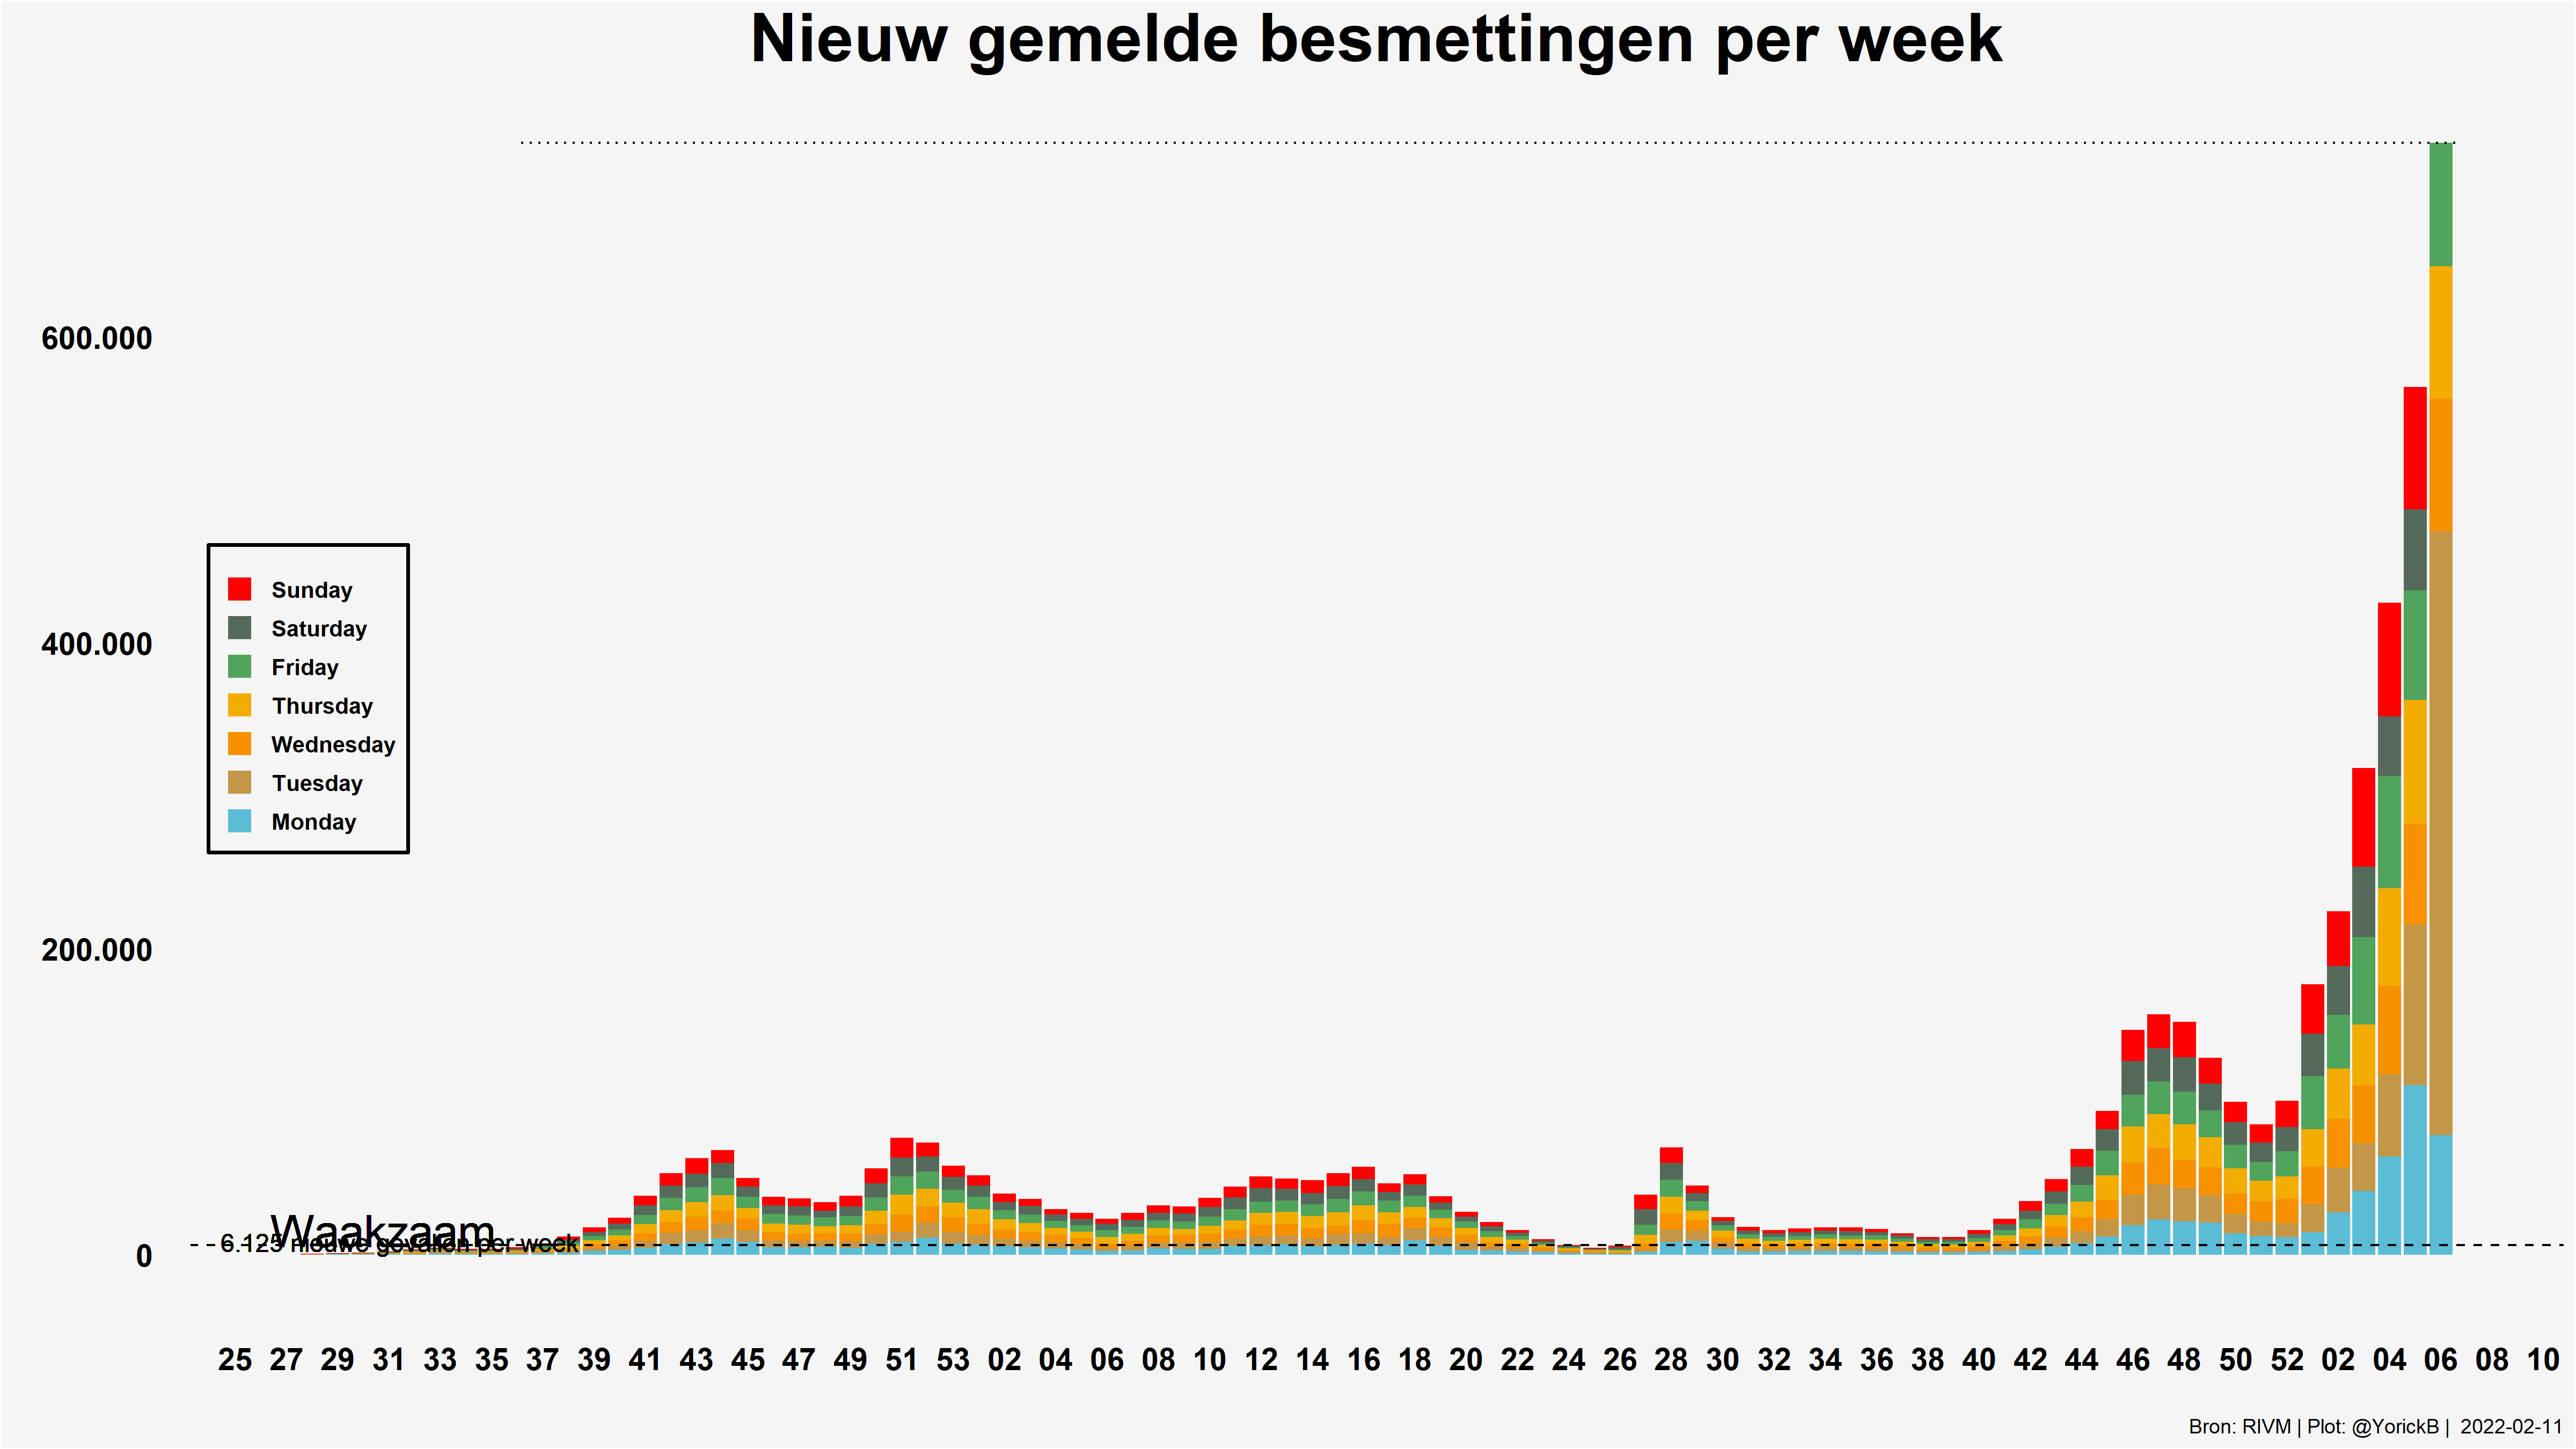 Nieuw gemelde besmettingen per week
600.000
400.000
200.000
0
Sunday
Saturday
Friday
Thursday
Wednesday
Tuesday
Monday
Waakzaam
6.125 nieuwe gevallen per week
25 27 29 31 33 35 37 39 41 43 45 47 49 51 53 02 04 06 08 10 12 14 16 18 20 22 24 26 28 30 32 34 36 38 40 42 44 46 48 50 52 02 04 06 08 10
Bron: RIVM | Plot: @YorickB | 2022-02-11